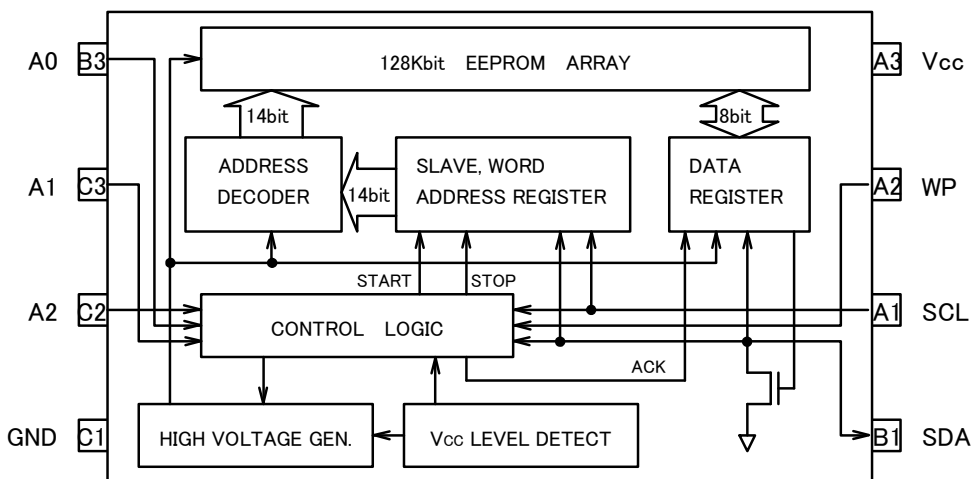 A0 B3
128Kbit EEPROM ARRAY
A3 Vcc
14bit
8bit
A1 C3
ADDRESS
DECODER
14bit
SLAVE, WORD
ADDRESS REGISTER
DATA
REGISTER
A2 WP
START
STOP
A2 C2
CONTROL LOGIC
A1 SCL
ACK
GND C1
HIGH VOLTAGE GEN.
VCC LEVEL DETECT
B1 SDA